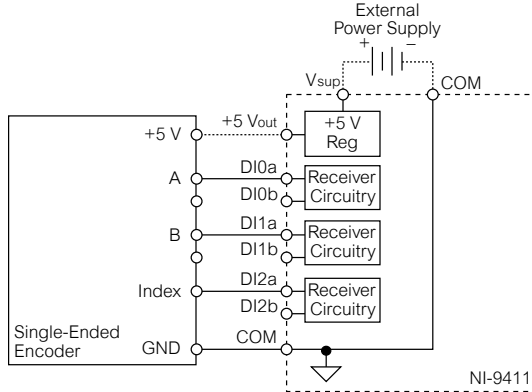 External
Power Supply
+ −
Vsup
COM
+5 V
+5 Vout
+5 V
Reg
A
DI0a
DI0b
Receiver
Circuitry
B
DI1a
DI1b
Receiver
Circuitry
Index
DI2a
DI2b
Receiver
Circuitry
Single-Ended
Encoder
GND
COM
NI-9411